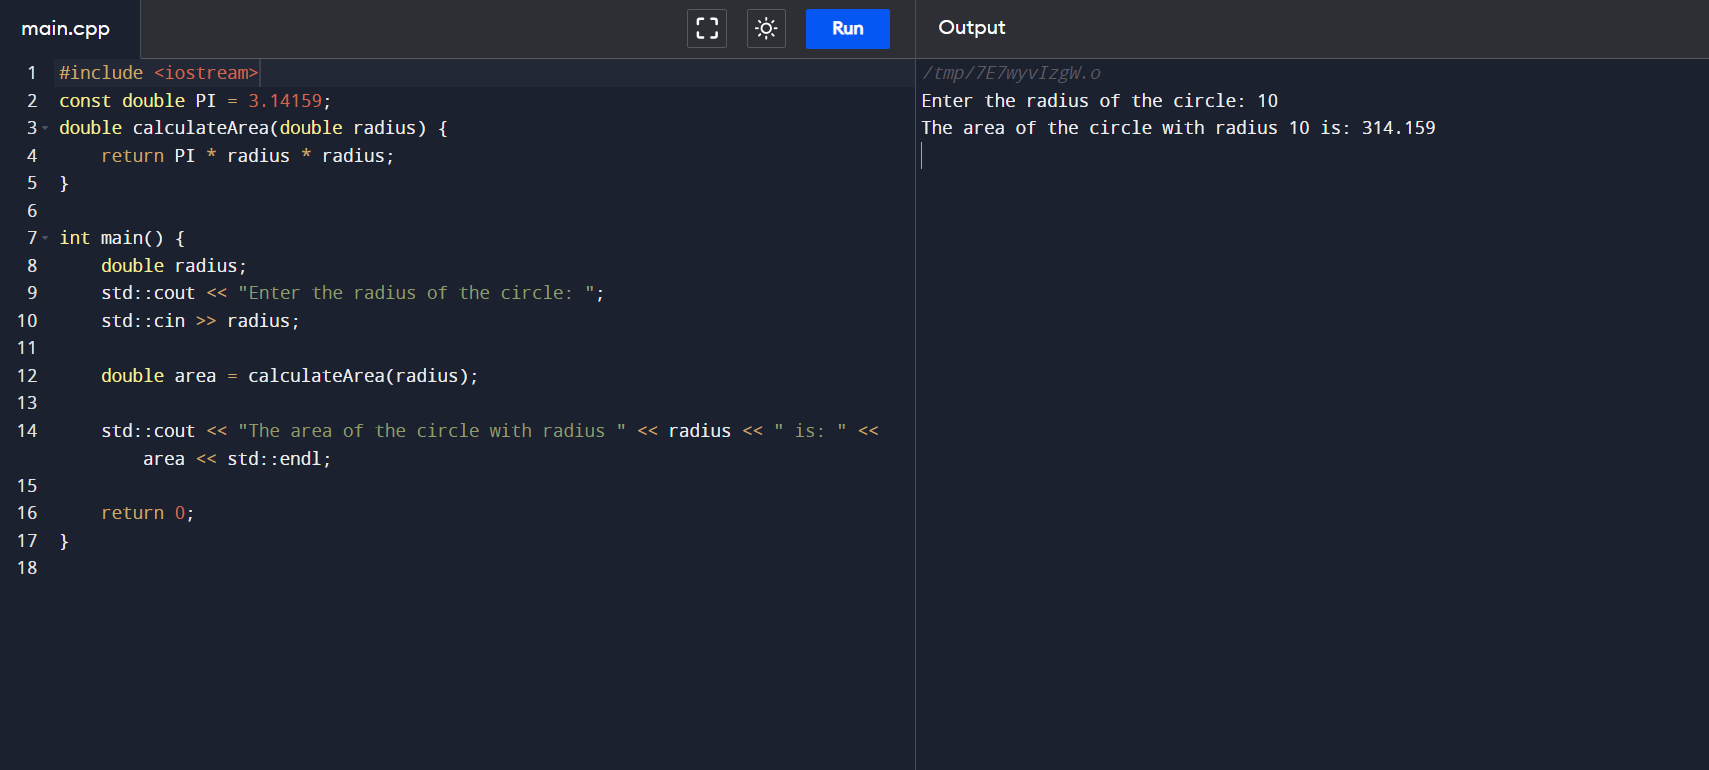 main.cpp
Run
Output
1 #include <iostream>
2 const double PI = 3.14159;
3 double calculateArea(double radius) {
4     return PI * radius * radius;
5 }
6
7 int main() {
8     double radius;
9     std::cout << "Enter the radius of the circle: ";
10     std::cin >> radius;
11
12     double area = calculateArea(radius);
13
14     std::cout << "The area of the circle with radius " << radius << " is: " <<
area << std::endl;
15
16     return 0;
17 }
18
/tmp/7E7wyvIzgW.o
Enter the radius of the circle: 10
The area of the circle with radius 10 is: 314.159